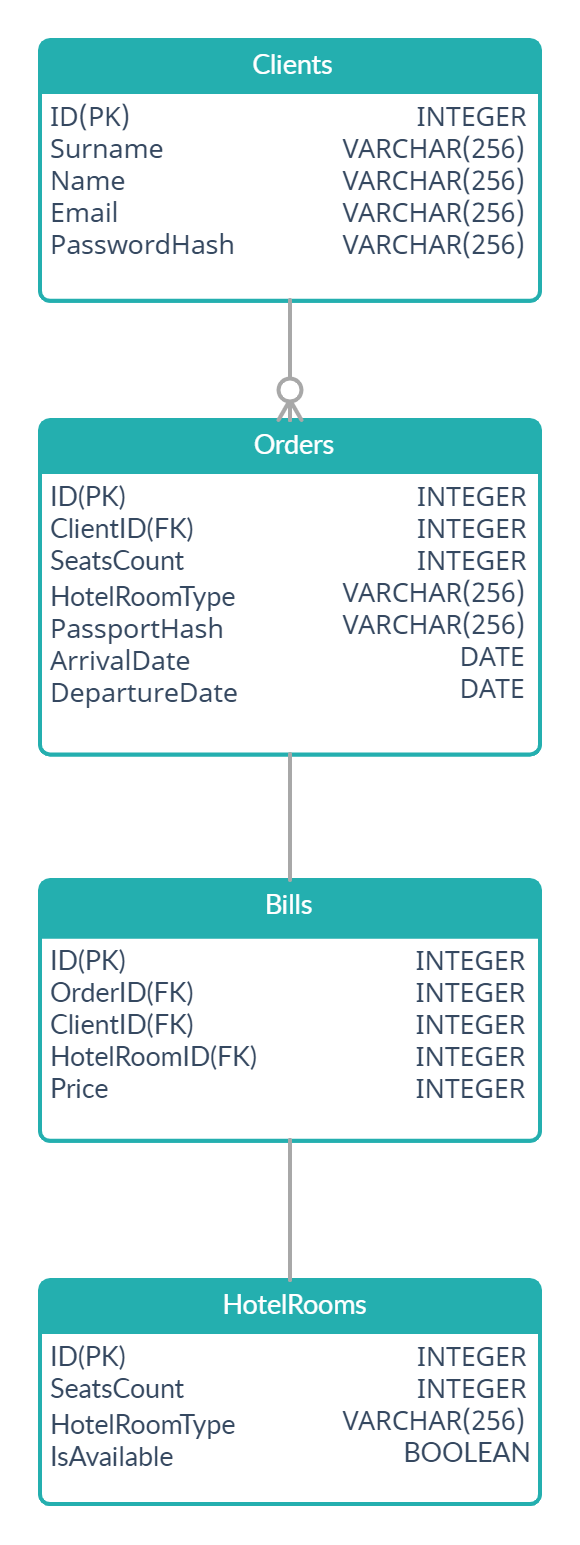 Clients
ID(PK) INTEGER
Surname VARCHAR(256)
Name VARCHAR(256)
Email VARCHAR(256)
PasswordHash VARCHAR(256)
Orders
ID(PK) INTEGER
ClientID(FK) INTEGER
SeatsCount INTEGER
HotelRoomType VARCHAR(256)
PassportHash VARCHAR(256)
ArrivalDate DATE
DepartureDate DATE
Bills
ID(PK) INTEGER
OrderID(FK) INTEGER
ClientID(FK) INTEGER
HotelRoomID(FK) INTEGER
Price INTEGER
HotelRooms
ID(PK) INTEGER
SeatsCount INTEGER
HotelRoomType VARCHAR(256)
IsAvailable BOOLEAN